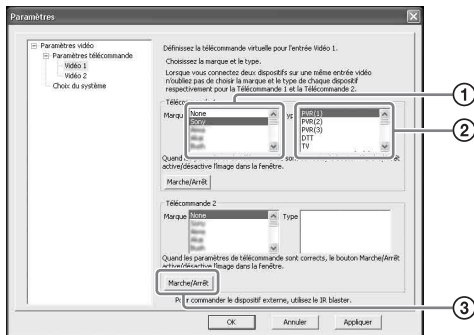 Paramètres
Paramètres vidéo
Paramètres télécommande
Vidéo 1
Vidéo 2
Choix du système
Définissez la télécommande virtuelle pour l'entrée Vidéo 1.
Choisissez la marque et le type.
Lorsque vous connectez deux dispositifs sur une même entrée vidéo
n'oubliez pas de choisir la marque et le type de chaque dispositif
respectivement pour la Télécommande 1 et la Télécommande 2.
None
Sony
PVR(1)
PVR(2)
PVR(3)
DTT
TV
1
2
active/désactive l'image dans la fenêtre.
Marche/Arrêt
Télécommande 2
Marque
None
Type
Quand les paramètres de télécommande sont corrects, le bouton Marche/Arrêt
active/désactive l'image dans la fenêtre.
Marche/Arrêt
commander le dispositif externe, utilisez le IR blaster.
3
OK
Annuler
Appliquer